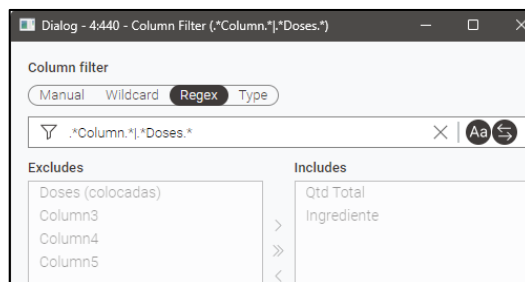 Dialog - 4:440 - Column Filter (.*Column.*|.*Doses.*)
Column filter
Manual Wildcard Regex Type
.*Column.*|.*Doses.* Aa
Excludes Includes
Doses (colocadas) Qtd Total
Column3 Ingrediente
Column4
Column5